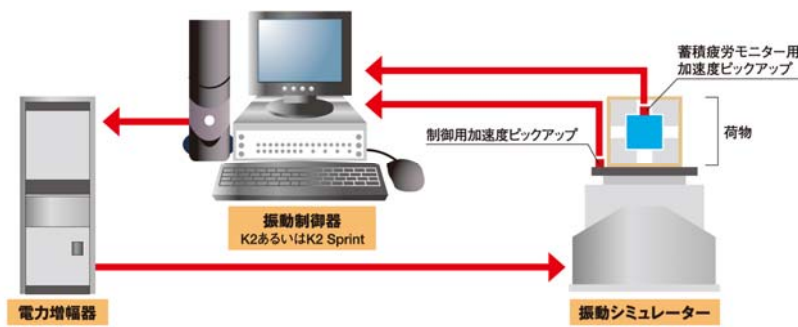 蓄積疲労モニター用
加速度ピックアップ
荷物
制御用加速度ピックアップ
振動制御器
K2あるいはK2 Sprint
電力増幅器
振動シミュレーター